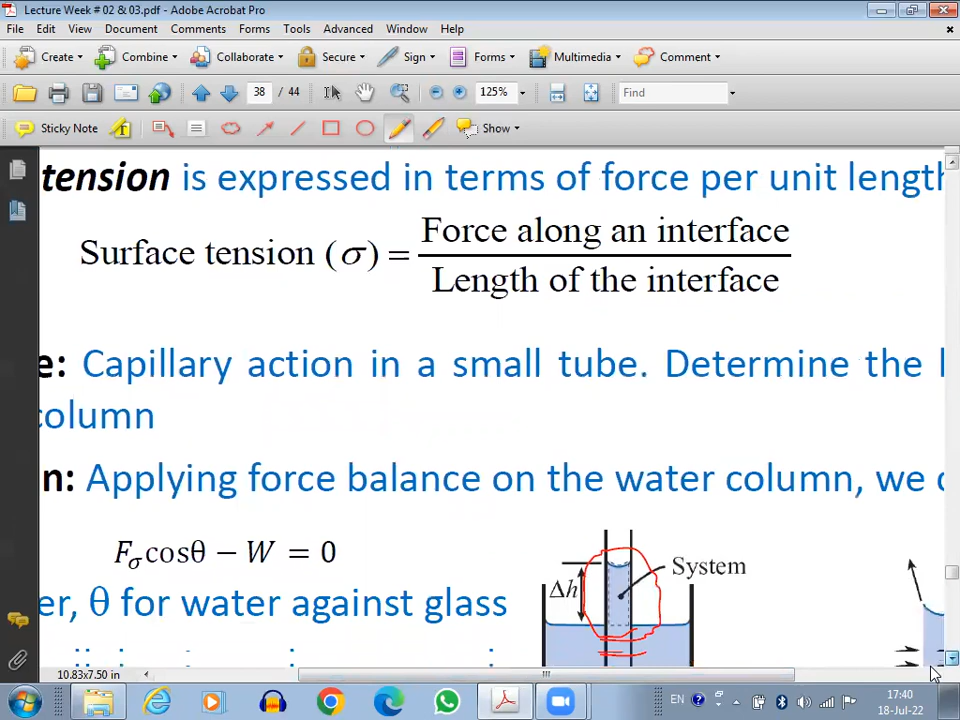 Lecture Week # 02 & 03.pdf - Adobe Acrobat Pro
File Edit View Document Comments Forms Tools Advanced Window Help
Create Combine Collaborate Secure Sign Forms Multimedia Comment
38 / 44 125% Find
Sticky Note Show
tension is expressed in terms of force per unit length
Surface tension (σ) = Force along an interface
Length of the interface
e: Capillary action in a small tube. Determine the
column
n: Applying force balance on the water column, we
Fσcosθ − W = 0
System
Δh
er, θ for water against glass
10.83x7.50 in
EN 17:40
18-Jul-22